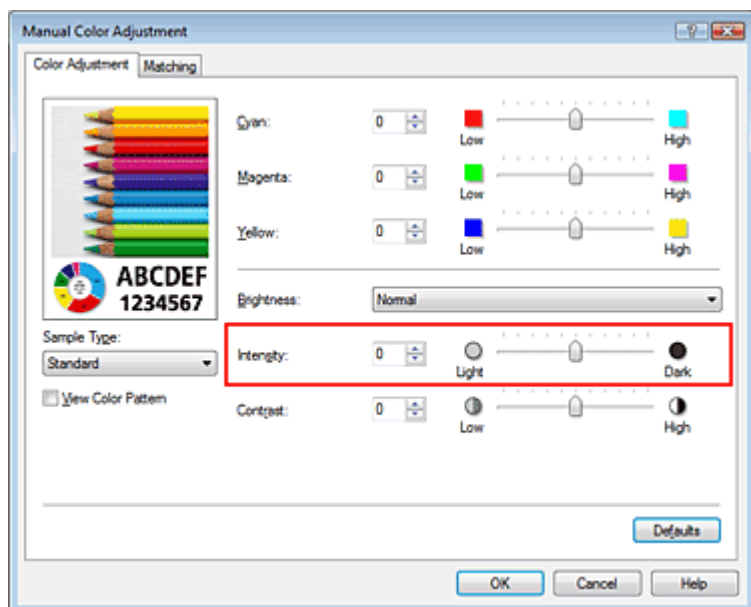 Manual Color Adjustment
Color Adjustment Matching
Cyan: 0 Low High
Magenta: 0 Low High
Yellow: 0 Low High
ABCDEF
1234567
Brightness: Normal
Sample Type:
Standard
Intensity: 0 Light Dark
View Color Pattern
Contrast: 0 Low High
Defaults
OK Cancel Help